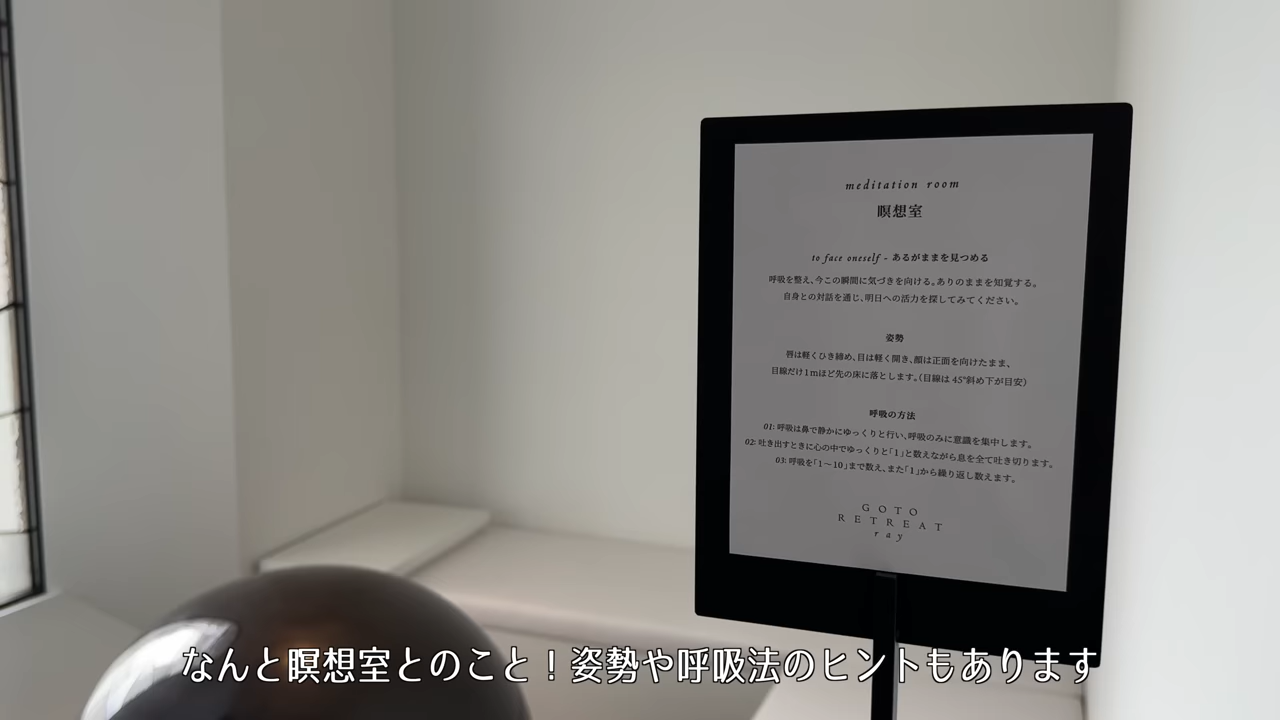 meditation room
瞑想室
to face oneself - あるがままを見つめる
呼吸を整え、今この瞬間に気づきを向ける。ありのままを知覚する。
自身との対話を通じ、明日への活力を探してみてください。
姿勢
唇は軽くひき締め、目は軽く開き、顔は正面を向けたまま、
目線だけ1mほど先の床に落とします。（目線は 45°斜め下が目安）
呼吸の方法
01: 呼吸は鼻で静かにゆっくりと行い、呼吸のみに意識を集中します。
02: 吐き出すときに心の中でゆっくりと「1」と数えながら息を全て吐き切ります。
03: 呼吸を「1〜10」まで数え、また「1」から繰り返し数えます。
GOTO
RETREAT
ray
なんと瞑想室とのこと！姿勢や呼吸法のヒントもあります